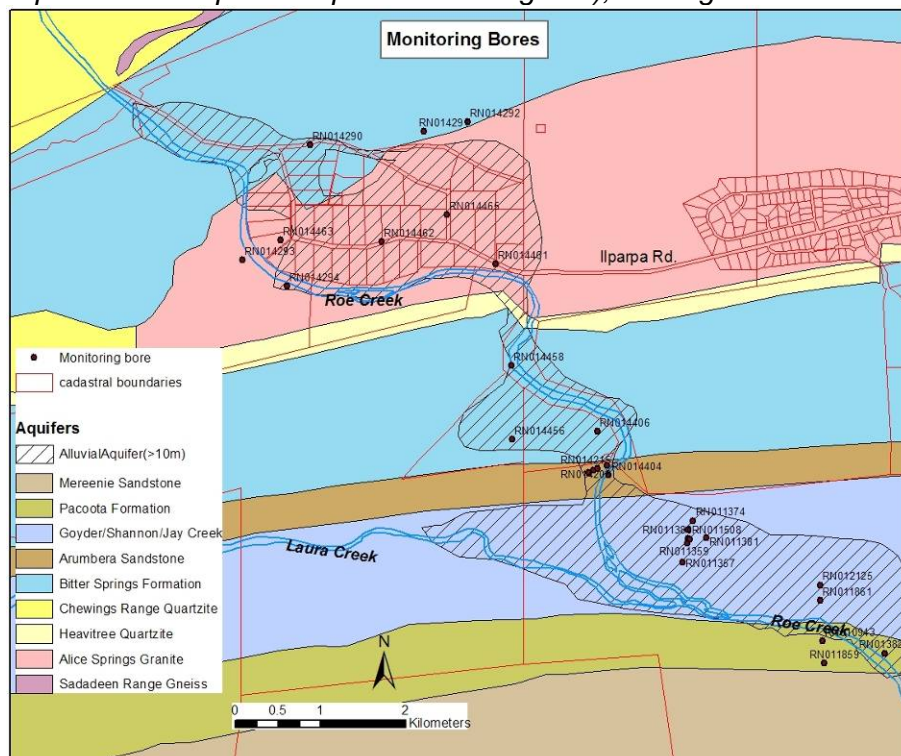 Monitoring Bores
RN014292
RN01429
RN014290
RN014465
RN014463
RN014462
RN014293
RN014461
Ilparpa Rd.
RN014294
Roe Creek
Monitoring bore
cadastral boundaries
RN014458
Aquifers
AlluvialAquifer(>10m)
Mereenie Sandstone
Pacoota Formation
Goyder/Shannon/Jay Creek
Arumbera Sandstone
Bitter Springs Formation
Chewings Range Quartzite
Heavitree Quartzite
Alice Springs Granite
Sadadeen Range Gneiss
RN014406
RN014456
RN014404
RN011374
RN011508
RN011381
RN011359
RN011367
Laura Creek
RN012125
RN011861
Roe Creek
RN011859
N
0 0.5 1 2
Kilometers